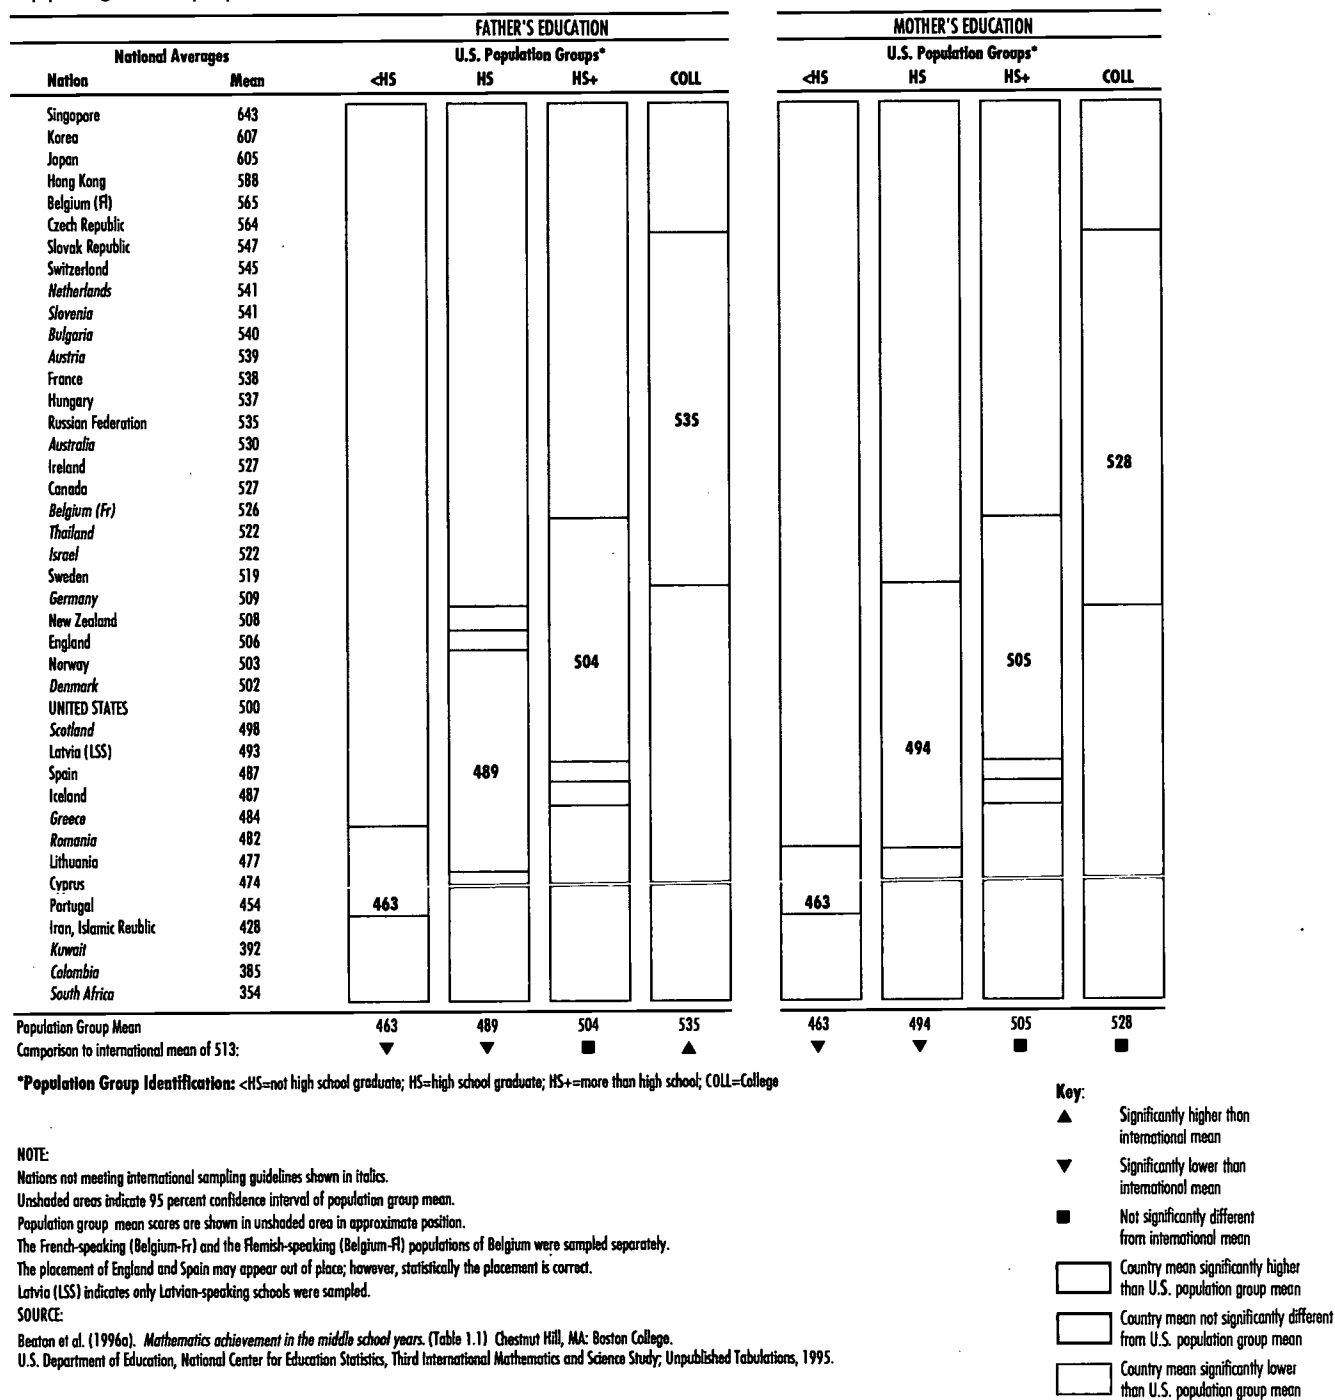 FATHER'S EDUCATION MOTHER'S EDUCATION
National Averages U.S. Population Groups* U.S. Population Groups*
Nation Mean <HS HS HS+ COLL <HS HS HS+ COLL
Singapore 643
Korea 607
Japan 605
Hong Kong 588
Belgium (Fl) 565
Czech Republic 564
Slovak Republic 547
Switzerland 545
Netherlands 541
Slovenia 541
Bulgaria 540
Austria 539
France 538
Hungary 537
Russian Federation 535 535
Australia 530
Ireland 527 528
Canada 527
Belgium (Fr) 526
Thailand 522
Israel 522
Sweden 519
Germany 509
New Zealand 508
England 506
Norway 503 504 505
Denmark 502
UNITED STATES 500
Scotland 498
Latvia (LSS) 493 494
Spain 487 489
Iceland 487
Greece 484
Romania 482
Lithuania 477
Cyprus 474
Portugal 454 463 463
Iran, Islamic Reublic 428
Kuwait 392
Colombia 385
South Africa 354
Population Group Mean 463 489 504 535 463 494 505 528
Comparison to international mean of 513: ▼ ▼ ■ ▲ ▼ ▼ ■ ■
*Population Group Identification: <HS=not high school graduate; HS=high school graduate; HS+=more than high school; COLL=College
Key:
▲ Significantly higher than
international mean
▼ Significantly lower than
international mean
■ Not significantly different
from international mean
Country mean significantly higher
than U.S. population group mean
Country mean not significantly different
from U.S. population group mean
Country mean significantly lower
than U.S. population group mean
NOTE:
Nations not meeting international sampling guidelines shown in italics.
Unshaded areas indicate 95 percent confidence interval of population group mean.
Population group mean scores are shown in unshaded area in approximate position.
The French-speaking (Belgium-Fr) and the Flemish-speaking (Belgium-Fl) populations of Belgium were sampled separately.
The placement of England and Spain may appear out of place; however, statistically the placement is correct.
Latvia (LSS) indicates only Latvian-speaking schools were sampled.
SOURCE:
Beaton et al. (1996a). Mathematics achievement in the middle school years. (Table 1.1) Chestnut Hill, MA: Boston College.
U.S. Department of Education, National Center for Education Statistics, Third International Mathematics and Science Study; Unpublished Tabulations, 1995.